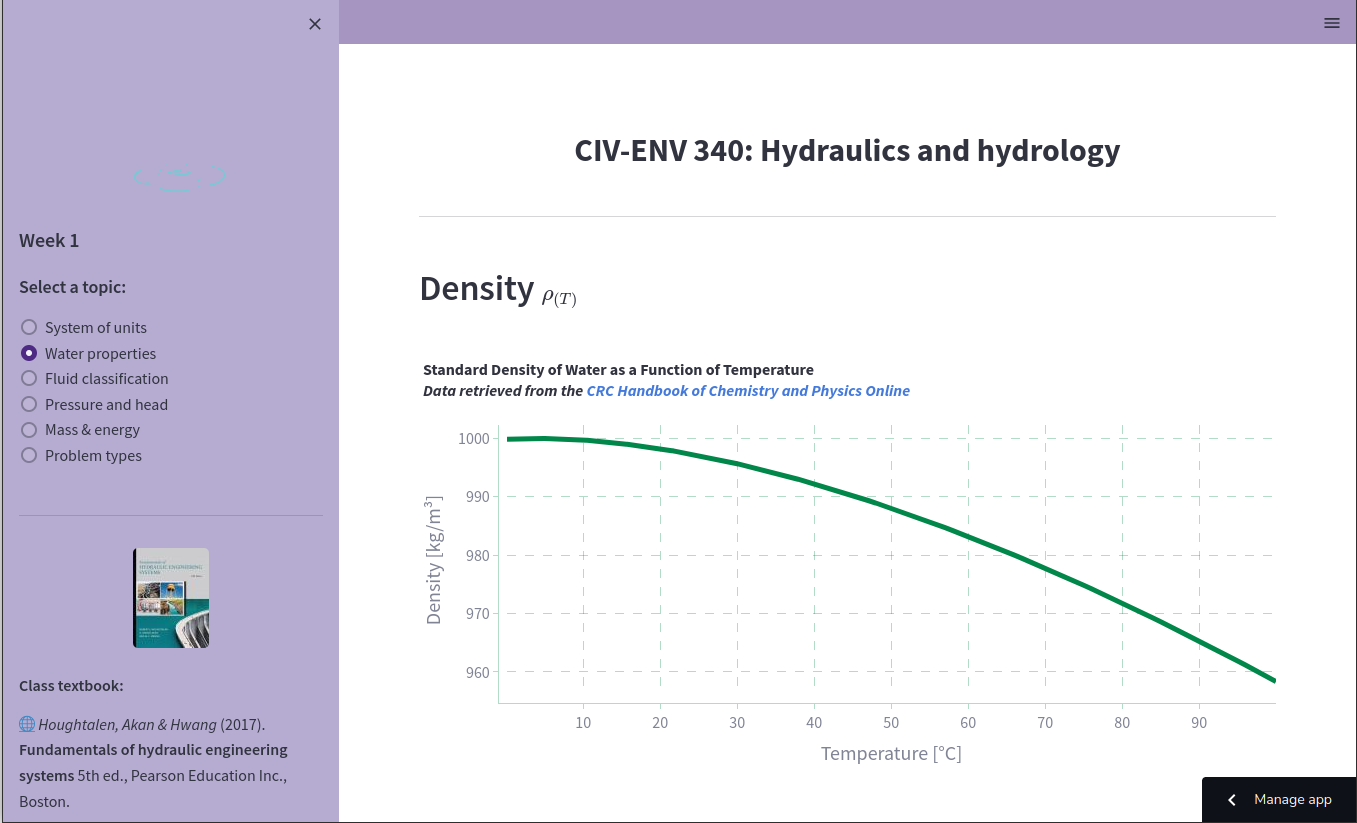 CIV-ENV 340: Hydraulics and hydrology
Week 1
Select a topic:
System of units
Water properties
Fluid classification
Pressure and head
Mass & energy
Problem types
Class textbook:
Houghtalen, Akan & Hwang (2017).
Fundamentals of hydraulic engineering
systems 5th ed., Pearson Education Inc.,
Boston.
HYDRAULIC ENGINEERING
SYSTEMS
Density ρ(T)
Standard Density of Water as a Function of Temperature
Data retrieved from the CRC Handbook of Chemistry and Physics Online
Density [kg/m³]
1000
990
980
970
960
10 20 30 40 50 60 70 80 90
Temperature [°C]
Manage app